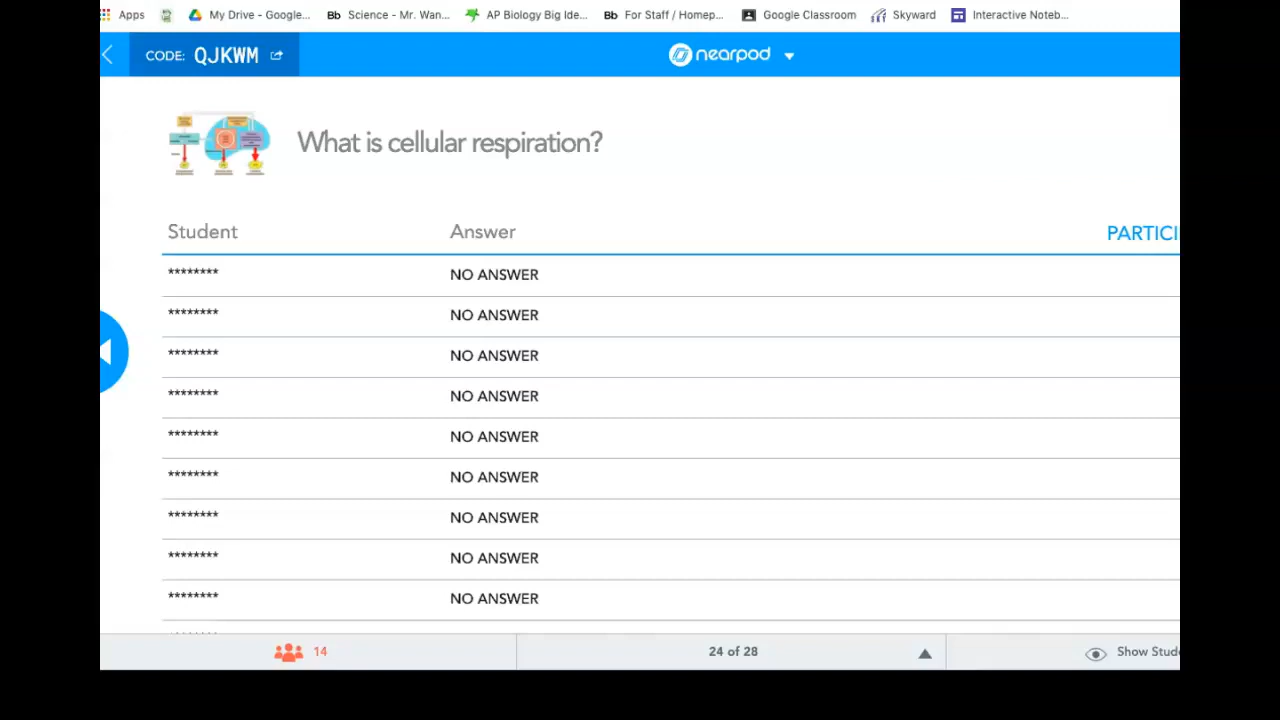 Apps My Drive - Google... Bb Science - Mr. Wan... AP Biology Big Ide... Bb For Staff / Homep... Google Classroom Skyward Interactive Noteb...
CODE: QJKWM nearpod
What is cellular respiration?
Student Answer PARTICI
******** NO ANSWER
******** NO ANSWER
******** NO ANSWER
******** NO ANSWER
******** NO ANSWER
******** NO ANSWER
******** NO ANSWER
******** NO ANSWER
******** NO ANSWER
14 24 of 28 Show Stude